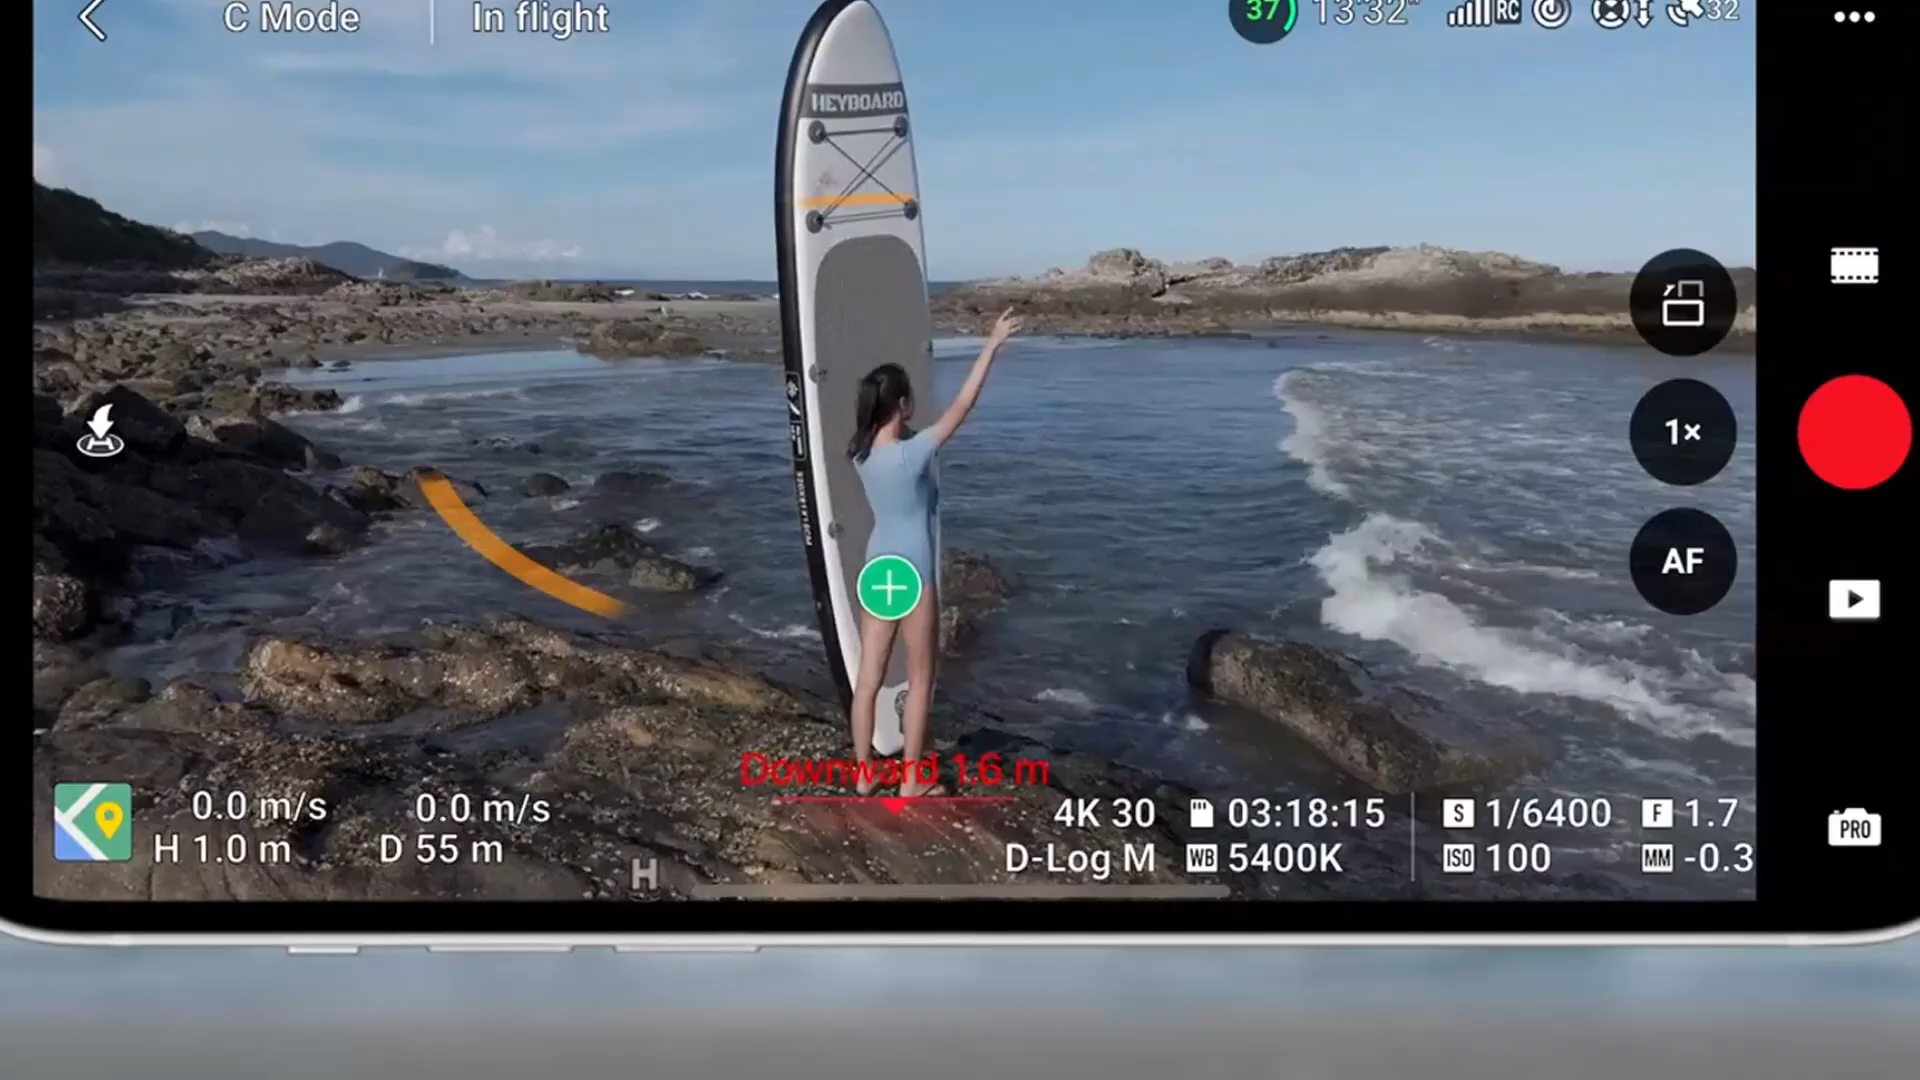 C Mode
In flight
37
13'32"
RC
32
HEYBOARD
1×
AF
Downward 1.6 m
0.0 m/s
0.0 m/s
H 1.0 m
D 55 m
H
4K 30
03:18:15
S 1/6400
F 1.7
D-Log M
WB 5400K
ISO 100
MM -0.3
PRO